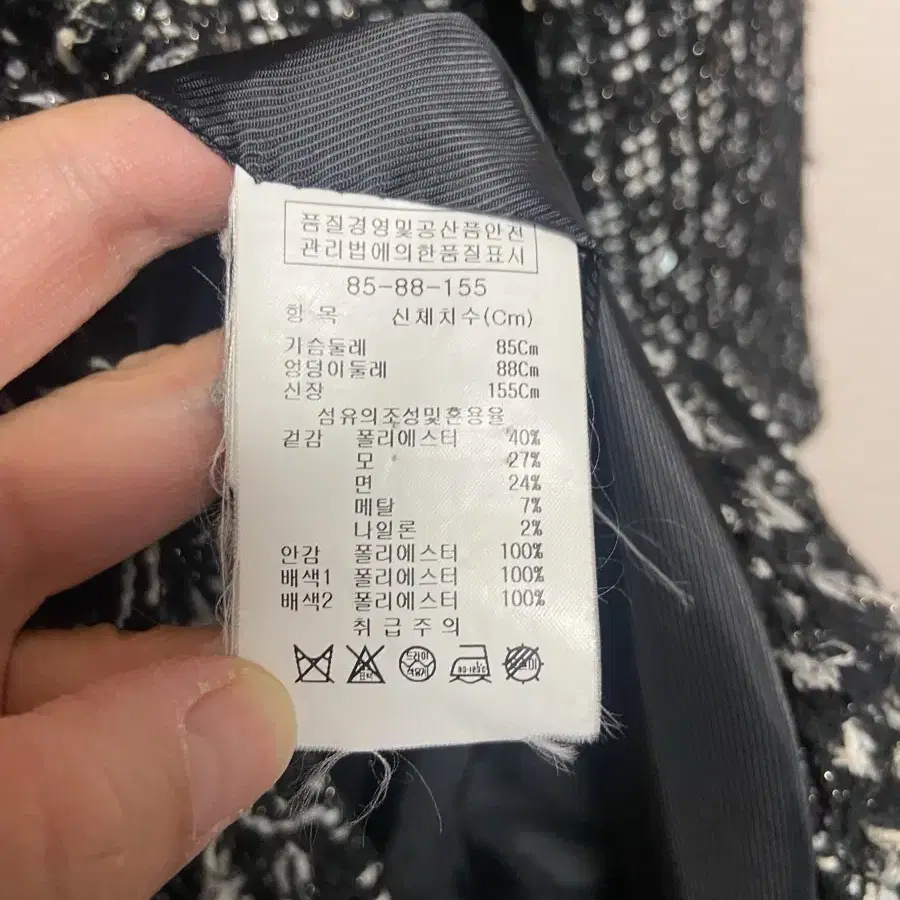 품질경영및공산품안전
관리법에의한품질표시
85-88-155
항 목 신체치수(Cm)
가슴둘레 85Cm
엉덩이둘레 88Cm
신장 155Cm
섬유의조성및혼용율
겉감 폴리에스터 40%
모 27%
면 24%
메탈 7%
나일론 2%
안감 폴리에스터 100%
배색1 폴리에스터 100%
배색2 폴리에스터 100%
취급주의
표백 드라이